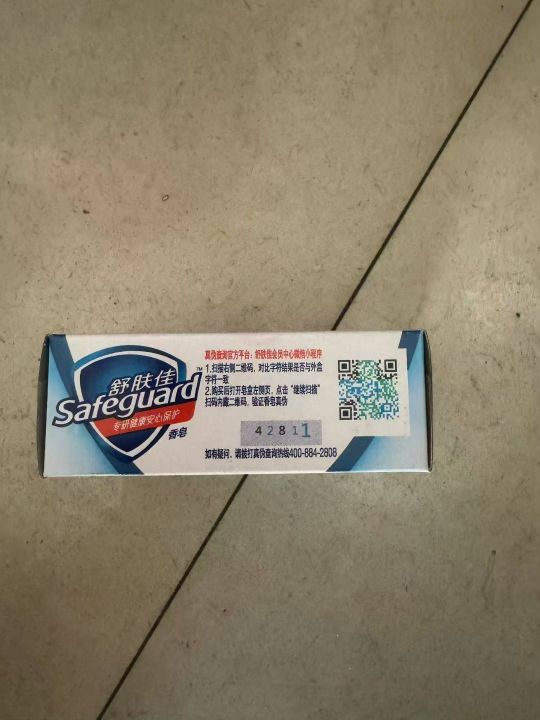 舒肤佳
Safeguard™
专研健康安心保护
香皂
真伪查询官方平台：舒肤佳会员中心微信小程序
1.扫描右侧二维码，对比字符结果是否与外盒
字符一致
2.购买后打开皂盒左侧页，点击“继续扫描”
扫码内藏二维码，验证香皂真伪
42811
如有疑问，请拨打真伪查询热线400-884-2808